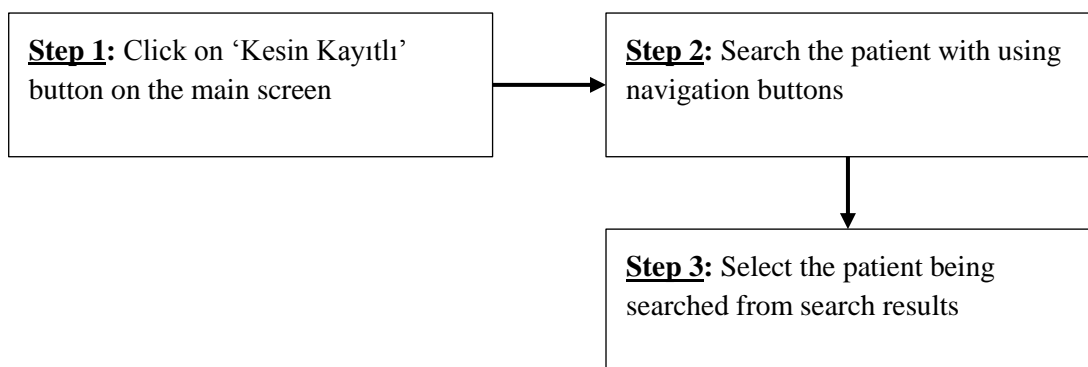 Step 1: Click on ‘Kesin Kayıtlı’
button on the main screen
Step 2: Search the patient with using
navigation buttons
Step 3: Select the patient being
searched from search results